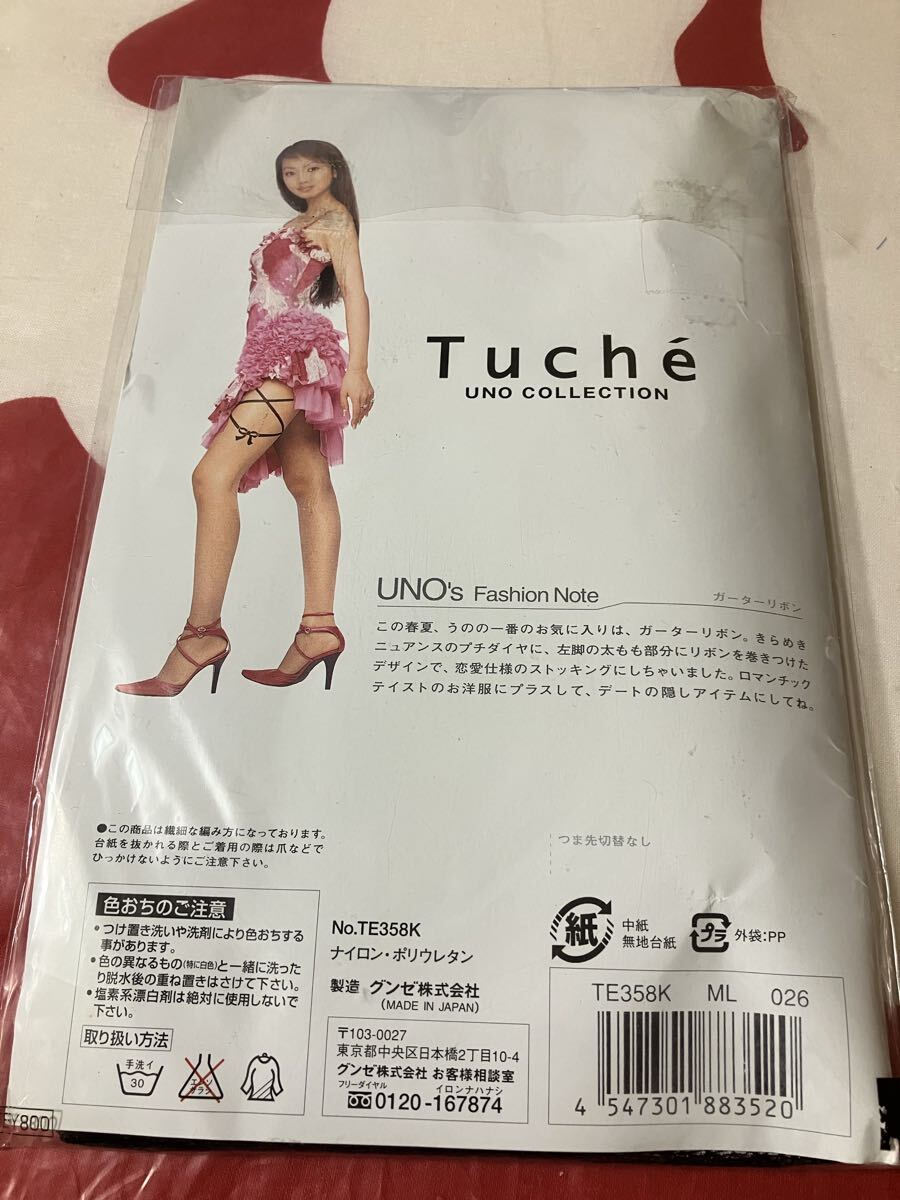 Tuché
UNO COLLECTION
UNO's Fashion Note
ガーターリボン
この春夏、うのの一番のお気に入りは、ガーターリボン。きらめき
ニュアンスのプチダイヤに、左脚の太もも部分にリボンを巻きつけた
デザインで、恋愛仕様のストッキングにしちゃいました。ロマンチック
テイストのお洋服にプラスして、デートの隠しアイテムにしてね。
●この商品は繊細な編み方になっております。
台紙を抜かれる際とご着用の際は爪などで
ひっかけないようにご注意下さい。
つま先切替なし
色おちのご注意
●つけ置き洗いや洗剤により色おちする
事があります。
●色の異なるもの(特に白色)と一緒に洗ったり
脱水後の重ね置きはさけて下さい。
●塩素系漂白剤は絶対に使用しないで
下さい。
取り扱い方法
手洗イ
30
エンソ
サラシ
No.TE358K
ナイロン・ポリウレタン
製造 グンゼ株式会社
(MADE IN JAPAN)
〒103-0027
東京都中央区日本橋2丁目10-4
グンゼ株式会社 お客様相談室
フリーダイヤル イロンナハナシ
0120-167874
紙
中紙
無地台紙
プラ
外袋:PP
TE358K ML 026
4 547301 883520